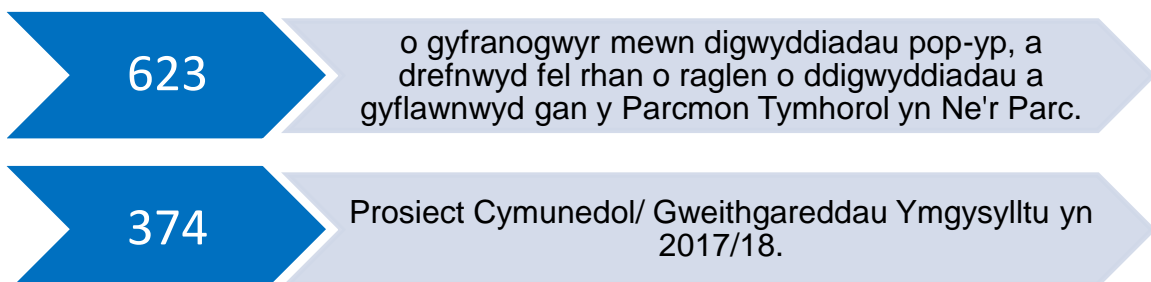 623
o gyfranogwyr mewn digwyddiadau pop-yp, a
drefnwyd fel rhan o raglen o ddigwyddiadau a
gyflawnwyd gan y Parcmon Tymhorol yn Ne'r Parc.
374
Prosiect Cymunedol/ Gweithgareddau Ymgysylltu yn
2017/18.